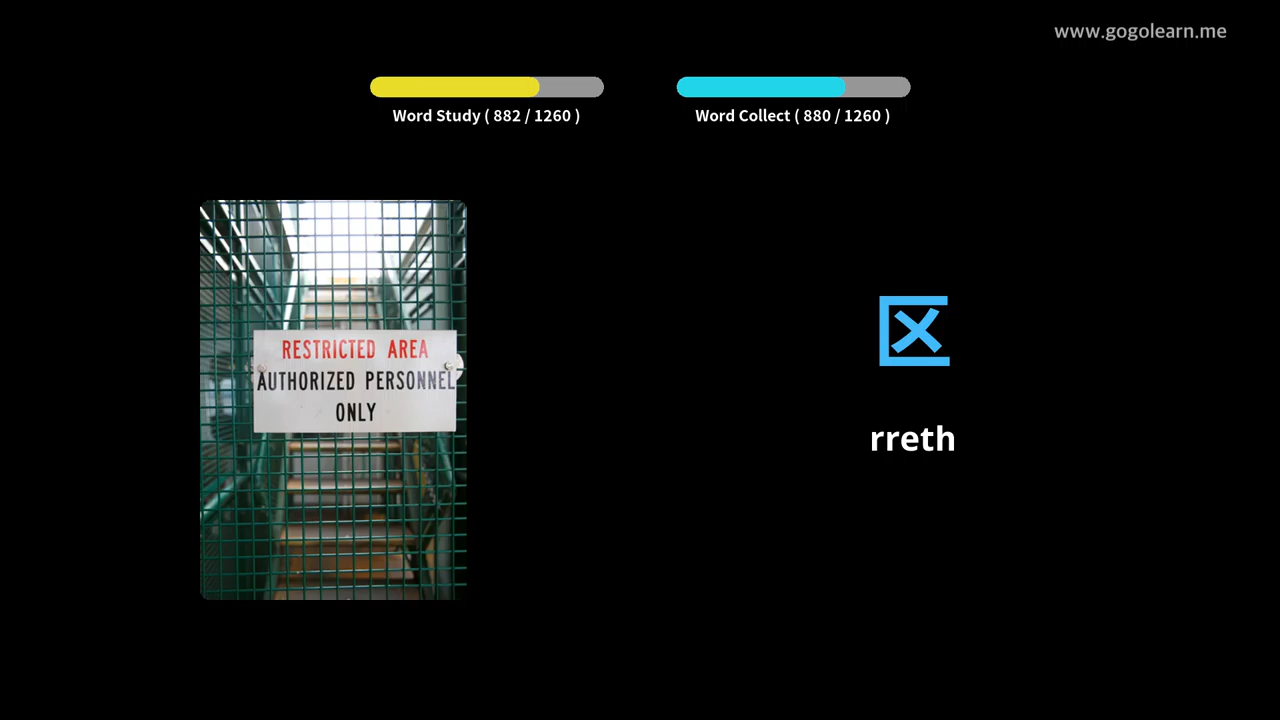 www.gogolearn.me
Word Study ( 882 / 1260 )
Word Collect ( 880 / 1260 )
RESTRICTED AREA
AUTHORIZED PERSONNEL
ONLY
rreth